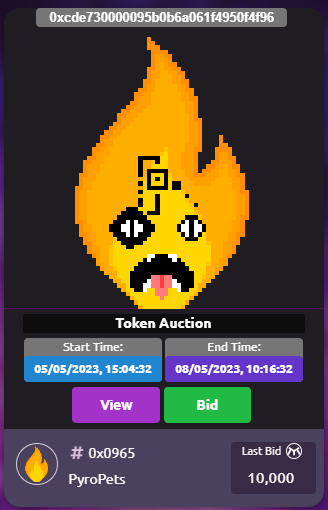 0xcde730000095b0b6a061f4950f4f96
Token Auction
Start Time:
End Time:
05/05/2023, 15:04:32
08/05/2023, 10:16:32
View
Bid
# 0x0965
PyroPets
Last Bid
10,000